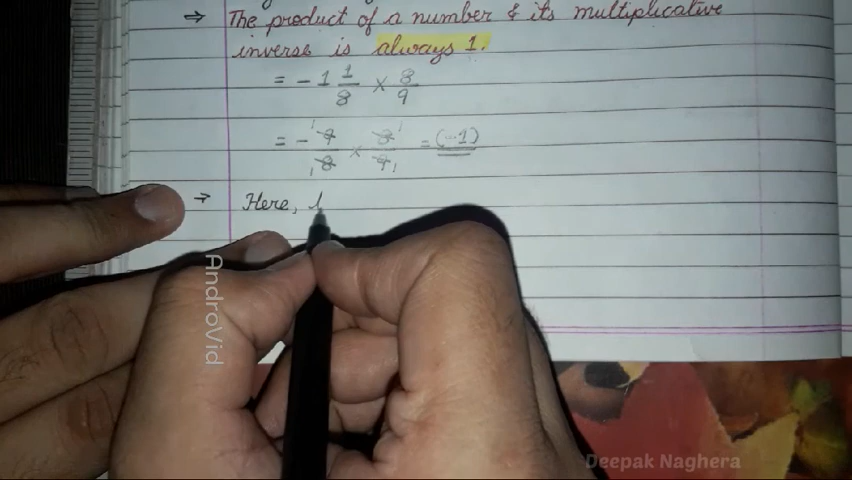 ⇒ The product of a number & its multiplicative
inverse is always 1.
= - 1 1/8 × 8/9
= - 9/8 × 8/9 = (-1)
⇒ Here,
AndroVid
Deepak Naghera